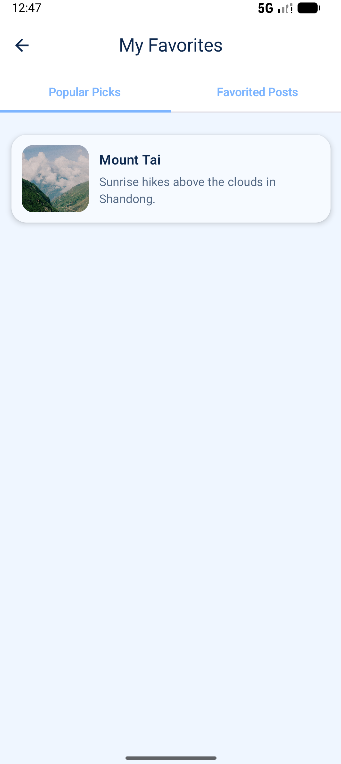 12:47
5G
My Favorites
Popular Picks
Favorited Posts
Mount Tai
Sunrise hikes above the clouds in
Shandong.